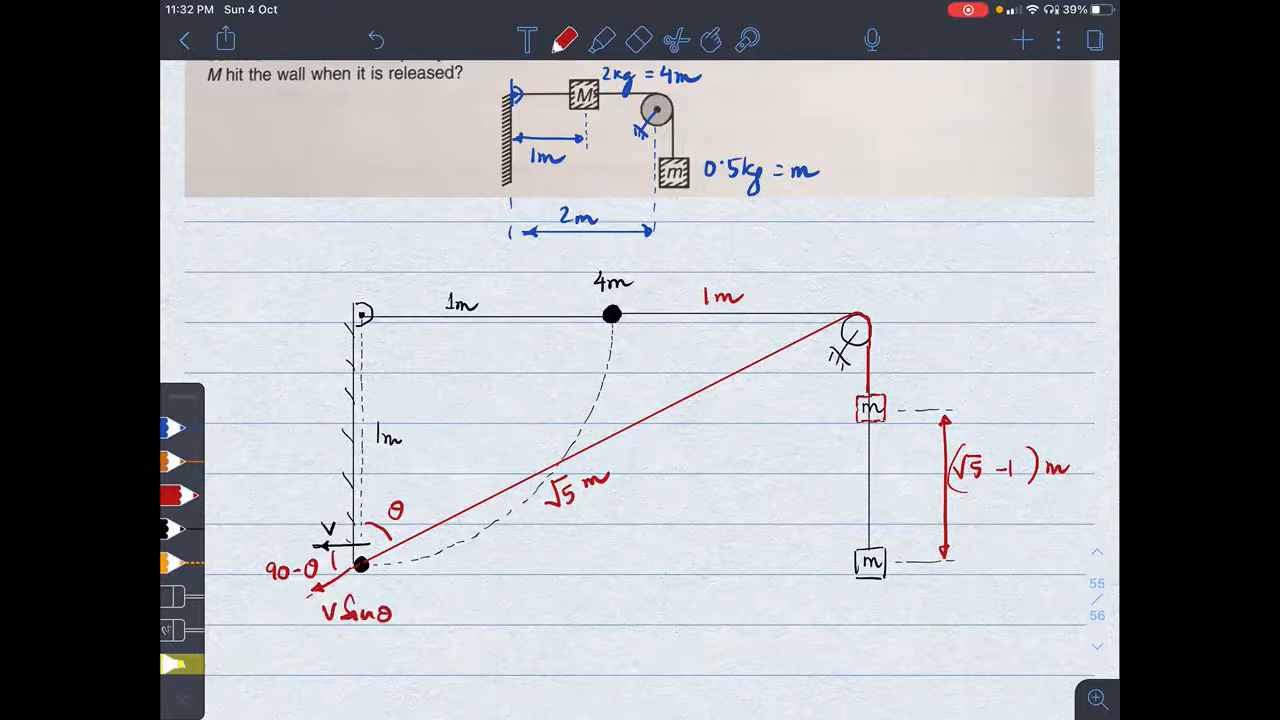 11:32 PM Sun 4 Oct
39%
T
M hit the wall when it is released?
2kg = 4m
M
1m
m
0.5kg = m
2m
4m
1m
1m
1m
m
(√5 - 1) m
√5 m
θ
V
90-θ
V Sinθ
m
55
/
56